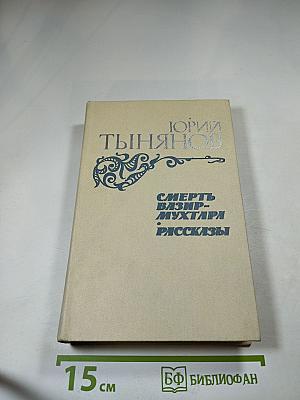 ЮРИЙ
ТЫНЯНОВ
СМЕРТЬ
ВАЗИР-
МУХТАРА
•
РАССКАЗЫ
15 см
БФ БИБЛИОФАН